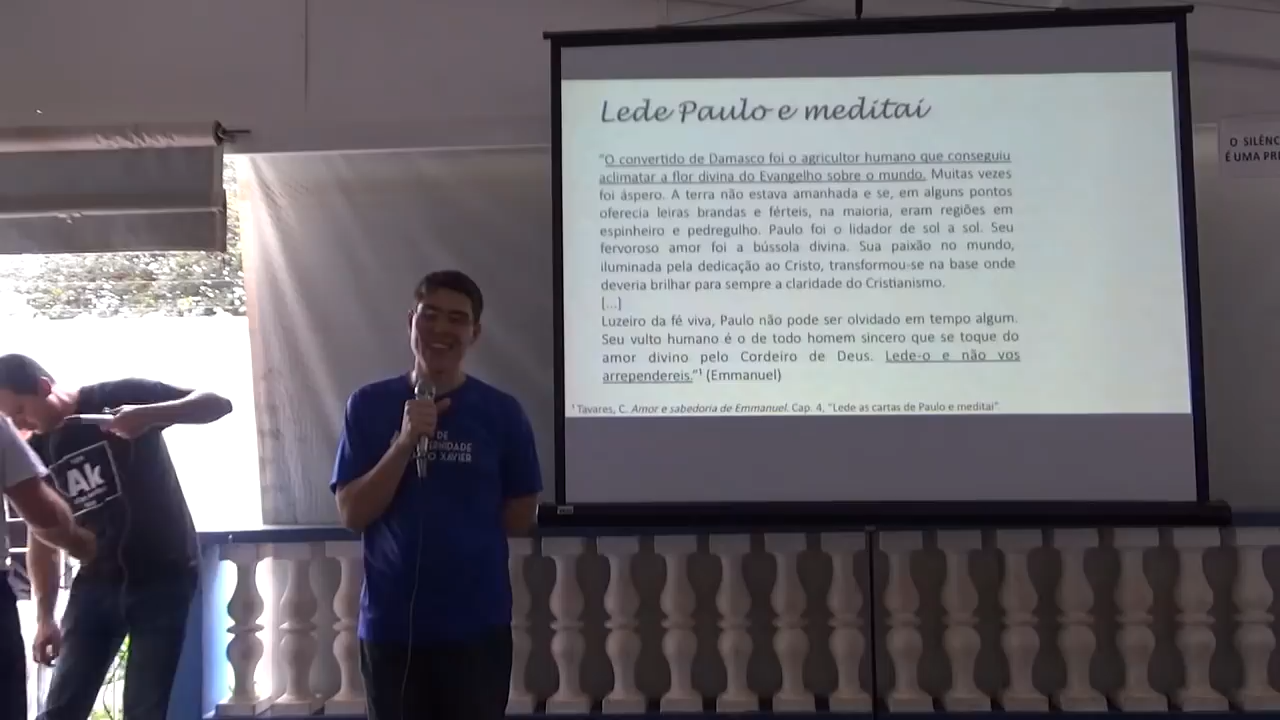 Lede Paulo e meditai
"O convertido de Damasco foi o agricultor humano que conseguiu
aclimatar a flor divina do Evangelho sobre o mundo. Muitas vezes
foi áspero. A terra não estava amanhada e se, em alguns pontos
oferecia leiras brandas e férteis, na maioria, eram regiões em
espinheiro e pedregulho. Paulo foi o lidador de sol a sol. Seu
fervoroso amor foi a bússola divina. Sua paixão no mundo,
iluminada pela dedicação ao Cristo, transformou-se na base onde
deveria brilhar para sempre a claridade do Cristianismo.
[...]
Luzeiro da fé viva, Paulo não pode ser olvidado em tempo algum.
Seu vulto humano é o de todo homem sincero que se toque do
amor divino pelo Cordeiro de Deus. Lede-o e não vos
arrependereis."¹ (Emmanuel)
¹ Tavares, C. Amor e sabedoria de Emmanuel. Cap. 4, "Lede as cartas de Paulo e meditai".
O SILÊNC
É UMA PRE
DE
ERNIDADE
O XAVIER
Ak